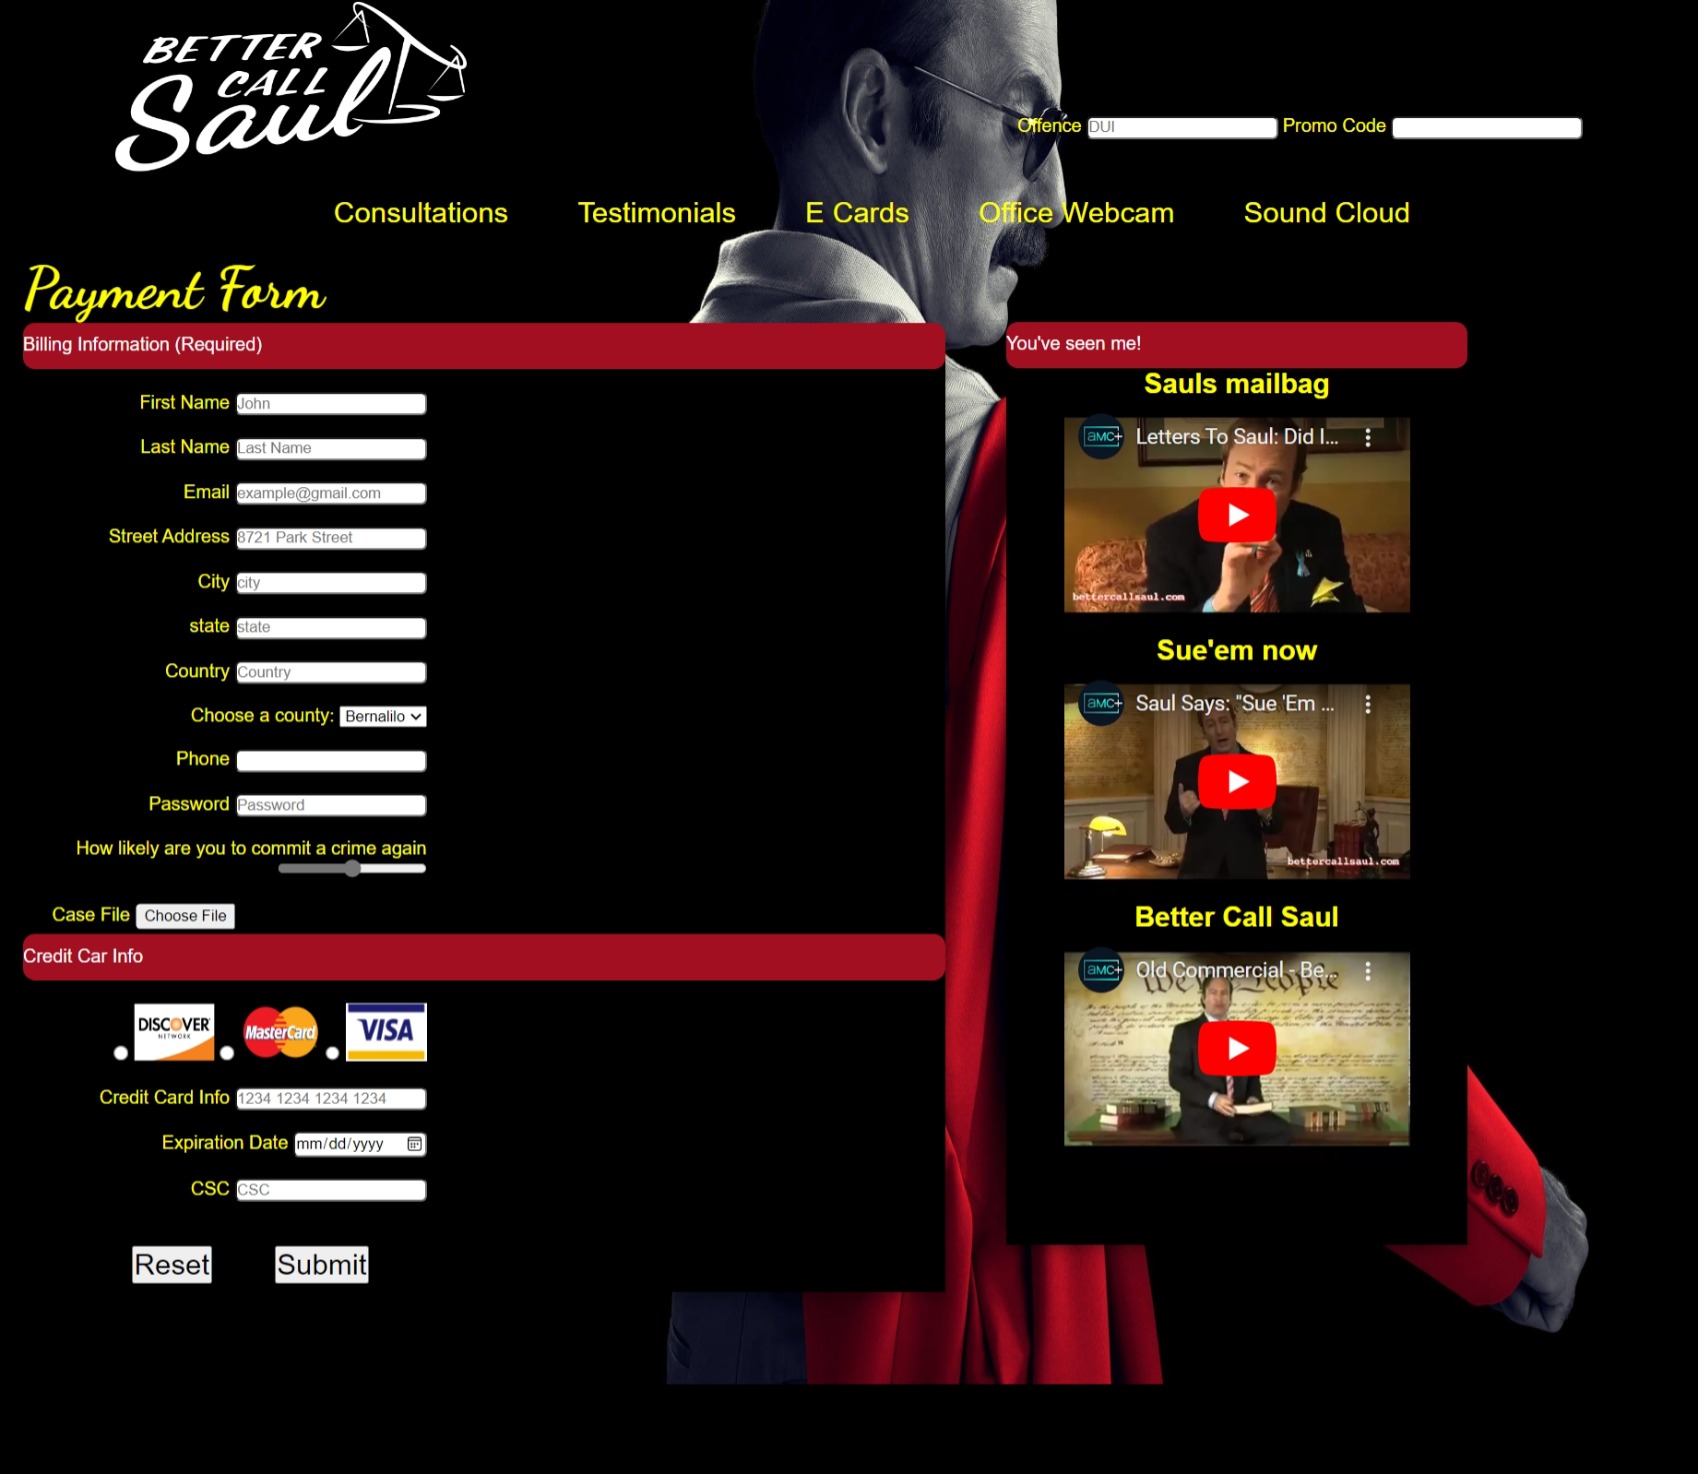 BETTER
CALL
Saul
Offence DUI Promo Code
Consultations Testimonials E Cards Office Webcam Sound Cloud
Payment Form
Billing Information (Required)
First Name John
Last Name Last Name
Email example@gmail.com
Street Address 8721 Park Street
City city
state state
Country Country
Choose a county: Bernalilo
Phone
Password Password
How likely are you to commit a crime again
Case File Choose File
Credit Car Info
DISCOVER NETWORK MasterCard VISA
Credit Card Info 1234 1234 1234 1234
Expiration Date mm/dd/yyyy
CSC CSC
Reset Submit
You've seen me!
Sauls mailbag
aMC+ Letters To Saul: Did I...
bettercallsaul.com
Sue'em now
aMC+ Saul Says: "Sue 'Em ...
bettercallsaul.com
Better Call Saul
aMC+ Old Commercial - Be...
We People